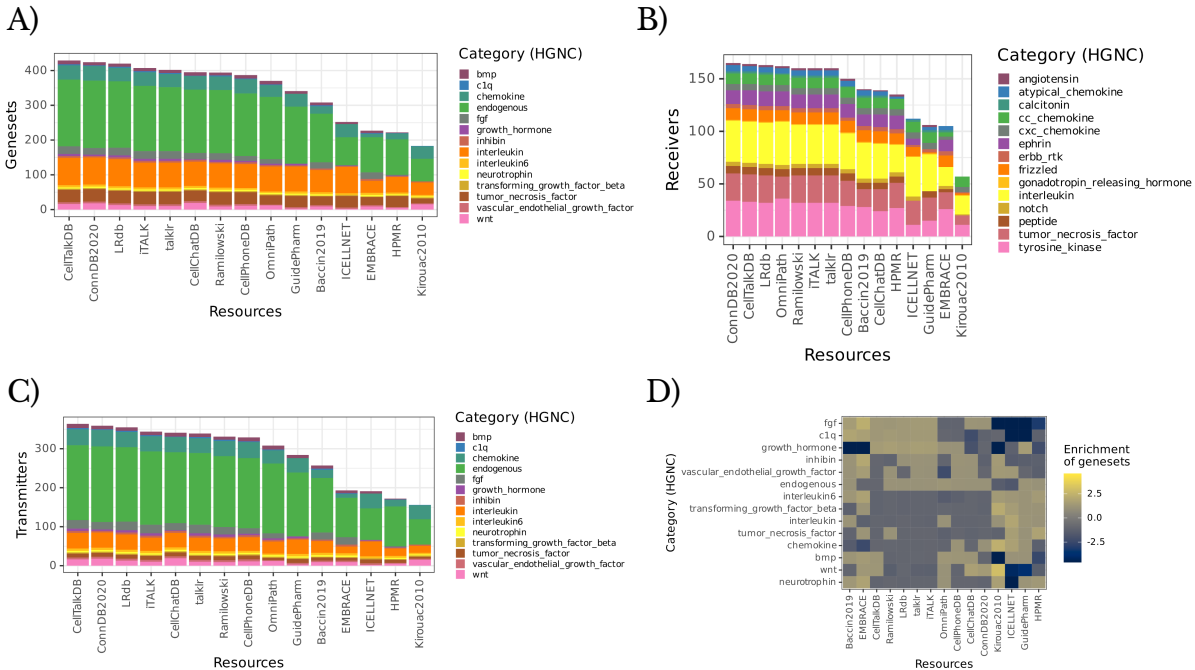 A)
Category (HGNC)
bmp
c1q
chemokine
endogenous
fgf
growth_hormone
inhibin
interleukin
interleukin6
neurotrophin
transforming_growth_factor_beta
tumor_necrosis_factor
vascular_endothelial_growth_factor
wnt
Genesets
400
300
200
100
0
CellTalkDB
ConnDB2020
LRdb
iTALK
talklr
CellChatDB
Ramilowski
CellPhoneDB
OmniPath
GuidePharm
Baccin2019
ICELLNET
EMBRACE
HPMR
Kirouac2010
Resources
B)
Category (HGNC)
angiotensin
atypical_chemokine
calcitonin
cc_chemokine
cxc_chemokine
ephrin
erbb_rtk
frizzled
gonadotropin_releasing_hormone
interleukin
notch
peptide
tumor_necrosis_factor
tyrosine_kinase
Receivers
150
100
50
0
ConnDB2020
CellTalkDB
LRdb
OmniPath
Ramilowski
iTALK
talklr
CellPhoneDB
Baccin2019
CellChatDB
HPMR
ICELLNET
GuidePharm
EMBRACE
Kirouac2010
Resources
C)
Category (HGNC)
bmp
c1q
chemokine
endogenous
fgf
growth_hormone
inhibin
interleukin
interleukin6
neurotrophin
transforming_growth_factor_beta
tumor_necrosis_factor
vascular_endothelial_growth_factor
wnt
Transmitters
300
200
100
0
CellTalkDB
ConnDB2020
LRdb
iTALK
CellChatDB
talklr
Ramilowski
CellPhoneDB
OmniPath
GuidePharm
Baccin2019
EMBRACE
ICELLNET
HPMR
Kirouac2010
Resources
D)
Category (HGNC)
fgf
c1q
growth_hormone
inhibin
vascular_endothelial_growth_factor
endogenous
interleukin6
transforming_growth_factor_beta
interleukin
tumor_necrosis_factor
chemokine
bmp
wnt
neurotrophin
Baccin2019
EMBRACE
CellTalkDB
Ramilowski
LRdb
talklr
iTALK
OmniPath
CellPhoneDB
CellChatDB
ConnDB2020
Kirouac2010
ICELLNET
GuidePharm
HPMR
Resources
Enrichment
of genesets
2.5
0.0
-2.5